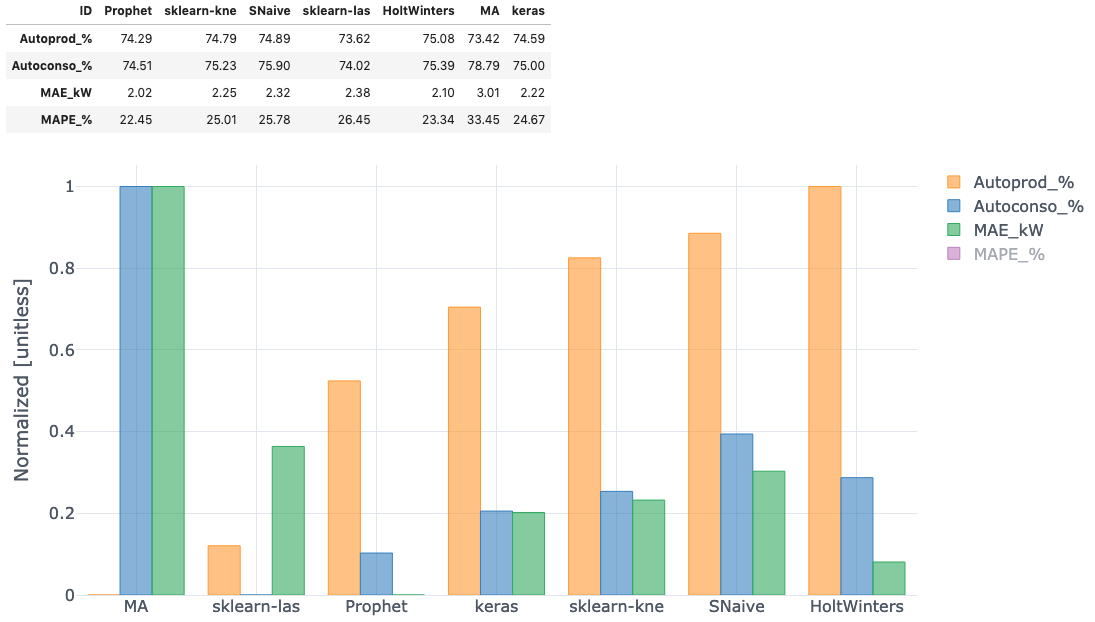 ID Prophet sklearn-kne SNaive sklearn-las HoltWinters MA keras
Autoprod_% 74.29 74.79 74.89 73.62 75.08 73.42 74.59
Autoconso_% 74.51 75.23 75.90 74.02 75.39 78.79 75.00
MAE_kW 2.02 2.25 2.32 2.38 2.10 3.01 2.22
MAPE_% 22.45 25.01 25.78 26.45 23.34 33.45 24.67
Normalized [unitless]
1
0.8
0.6
0.4
0.2
0
MA sklearn-las Prophet keras sklearn-kne SNaive HoltWinters
Autoprod_%
Autoconso_%
MAE_kW
MAPE_%